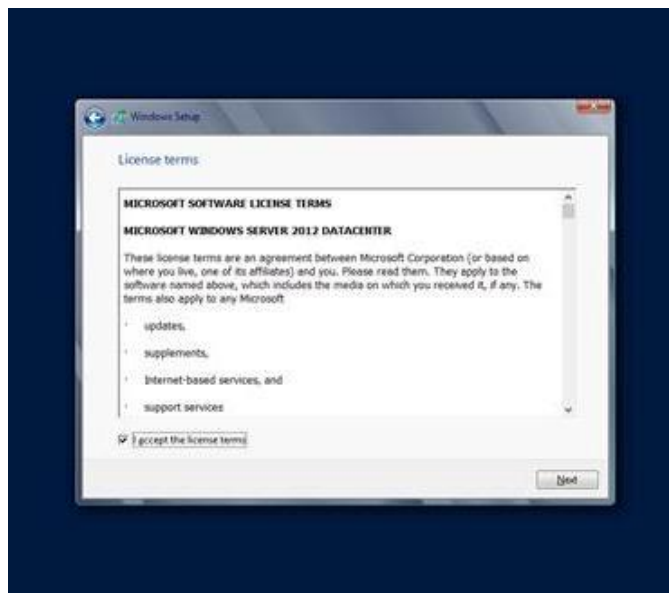 Windows Setup
License terms
MICROSOFT SOFTWARE LICENSE TERMS
MICROSOFT WINDOWS SERVER 2012 DATACENTER
These license terms are an agreement between Microsoft Corporation (or based on
where you live, one of its affiliates) and you. Please read them. They apply to the
software named above, which includes the media on which you received it, if any. The
terms also apply to any Microsoft
· updates,
· supplements,
· Internet-based services, and
· support services
I accept the license terms
Next